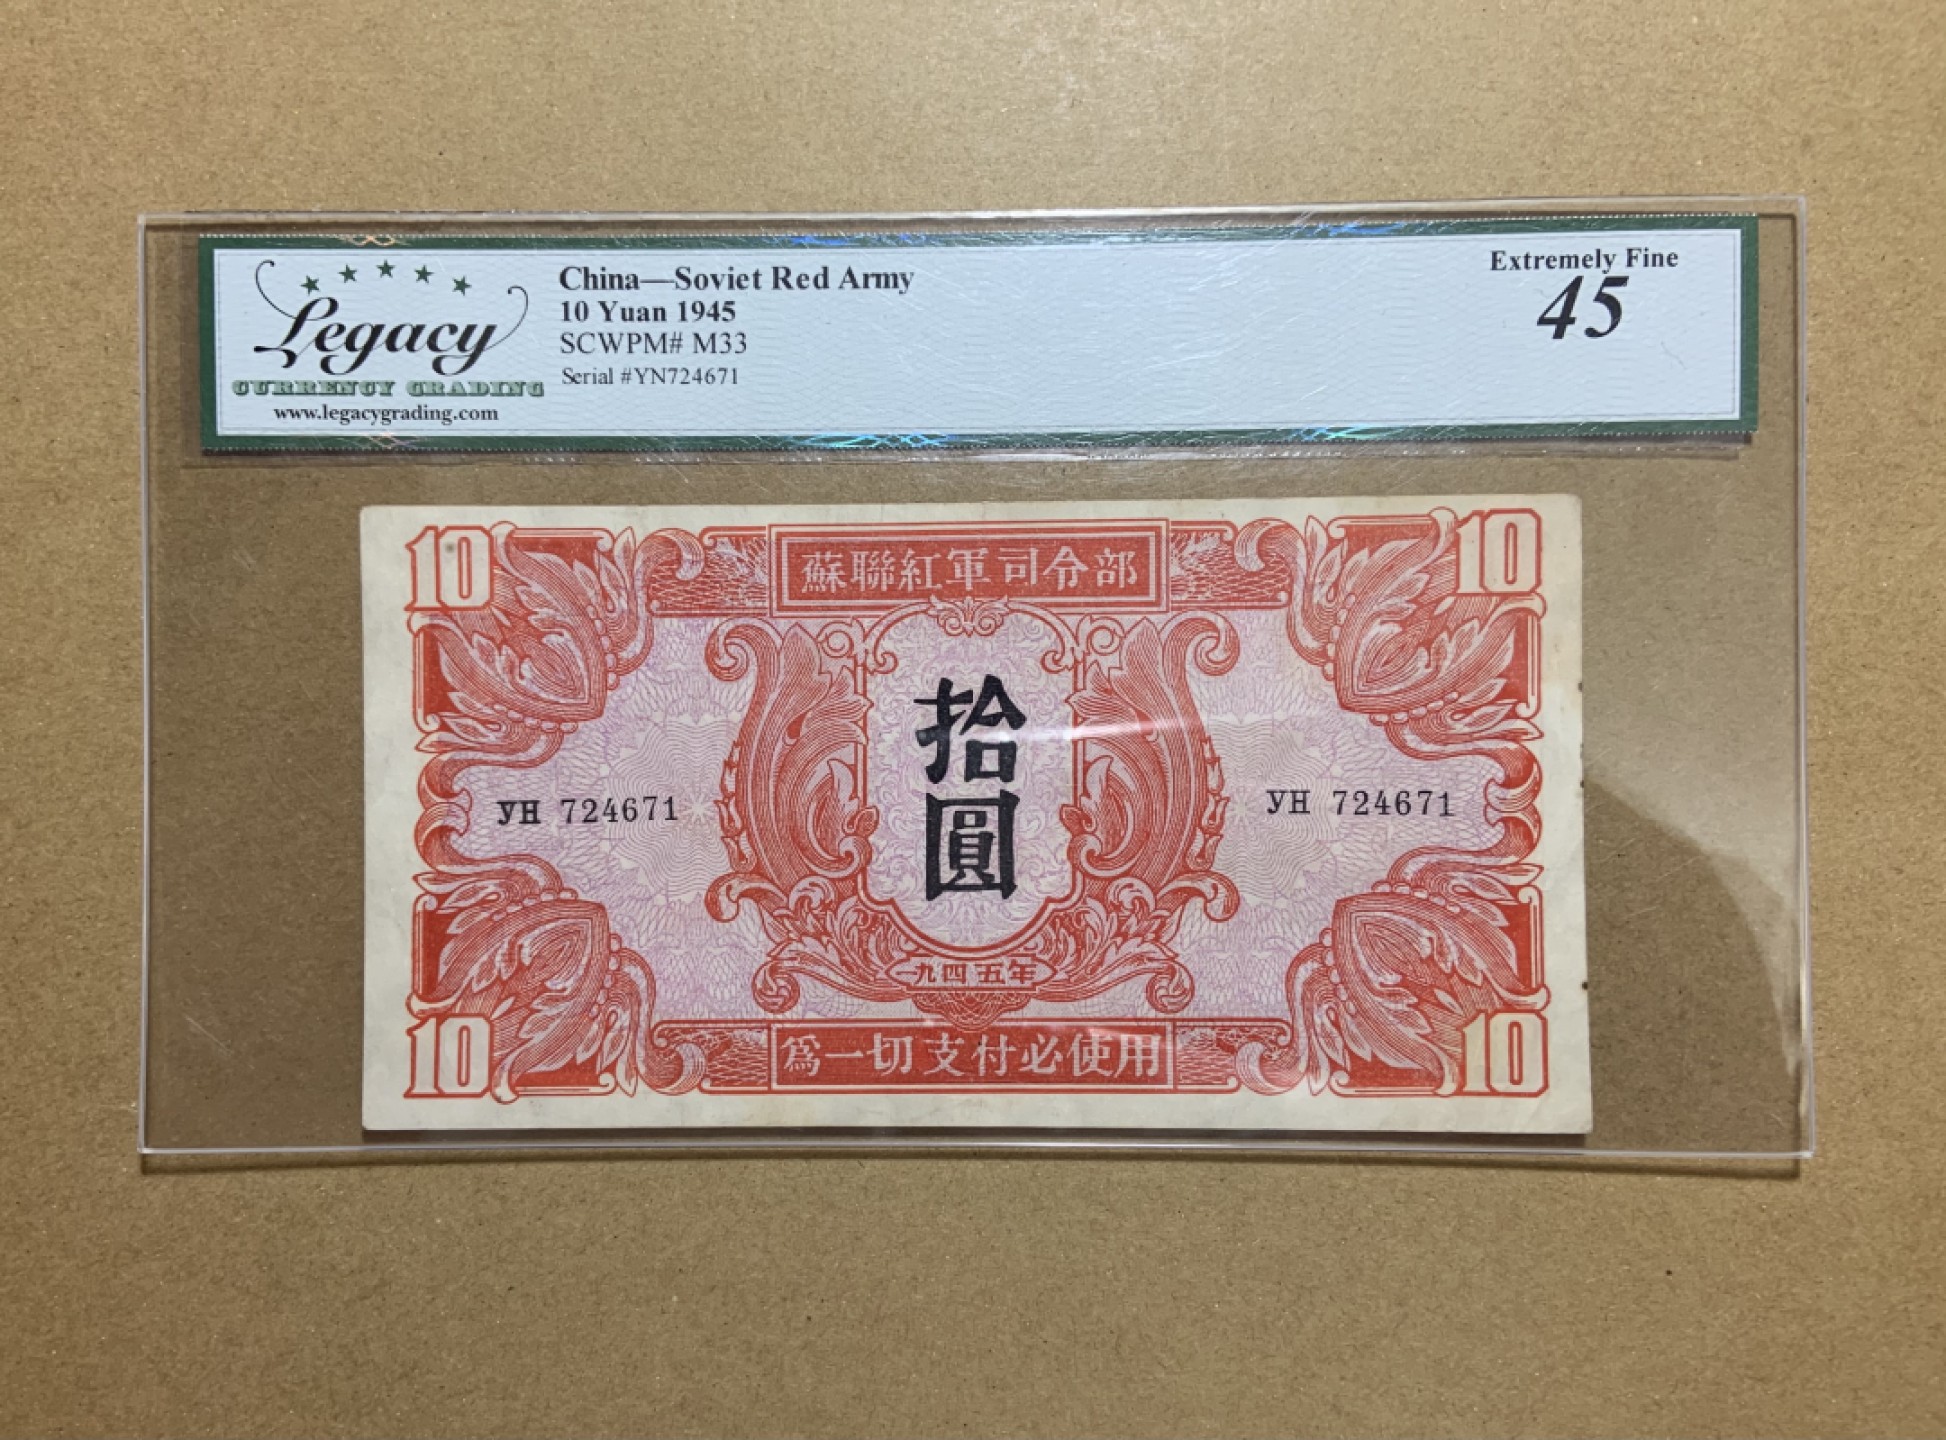 Legacy
CURRENCY GRADING
www.legacygrading.com
China—Soviet Red Army
10 Yuan 1945
SCWPM# M33
Serial #YN724671
Extremely Fine
45
10
蘇聯紅軍司令部
10
拾
圓
УН 724671
УН 724671
一九四五年
10
爲一切支付必使用
10